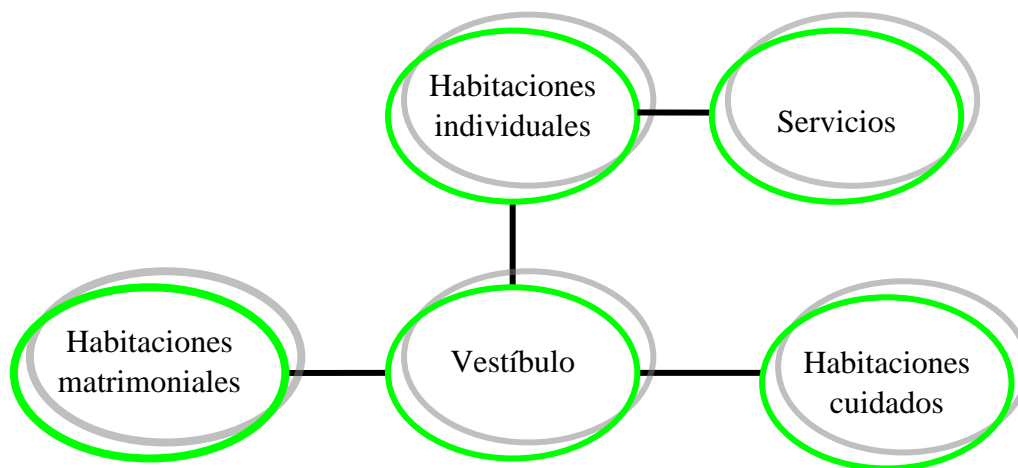 Habitaciones
individuales
Servicios
Habitaciones
matrimoniales
Vestíbulo
Habitaciones
cuidados